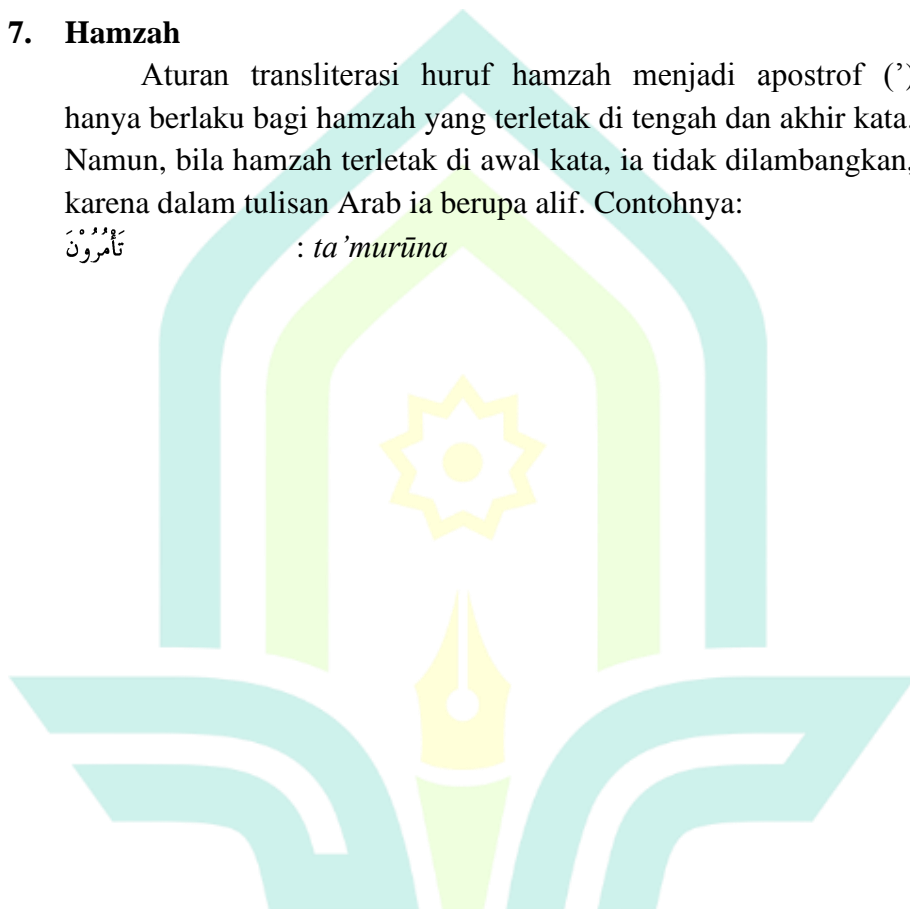 7. Hamzah
Aturan transliterasi huruf hamzah menjadi apostrof (’)
hanya berlaku bagi hamzah yang terletak di tengah dan akhir kata.
Namun, bila hamzah terletak di awal kata, ia tidak dilambangkan,
karena dalam tulisan Arab ia berupa alif. Contohnya:
تَأْمُرُوْنَ : ta’murūna